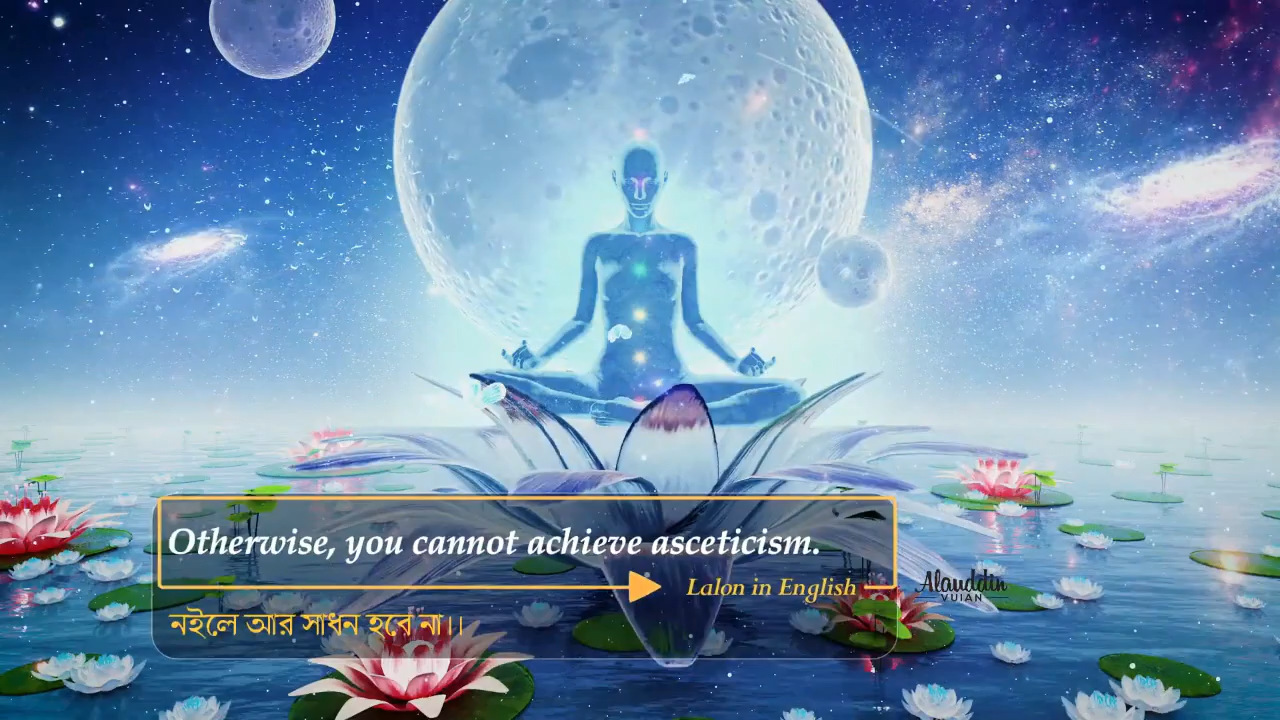 Otherwise, you cannot achieve asceticism.
Lalon in English
Alauddin
VUIAN
নইলে আর সাধন হবে না।।